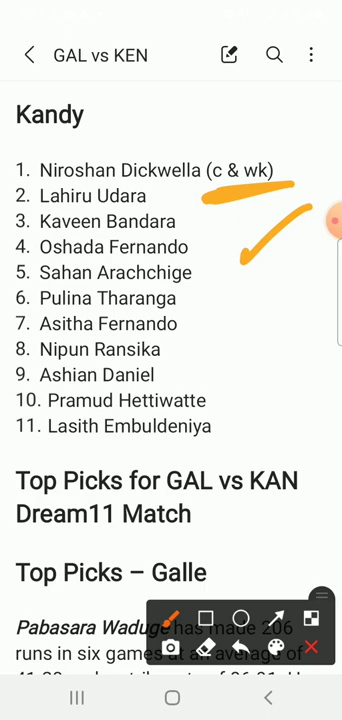 GAL vs KEN
Kandy
1. Niroshan Dickwella (c & wk)
2. Lahiru Udara
3. Kaveen Bandara
4. Oshada Fernando
5. Sahan Arachchige
6. Pulina Tharanga
7. Asitha Fernando
8. Nipun Ransika
9. Ashian Daniel
10. Pramud Hettiwatte
11. Lasith Embuldeniya
Top Picks for GAL vs KAN
Dream11 Match
Top Picks – Galle
Pabasara Waduge has made 206
runs in six games at an average of